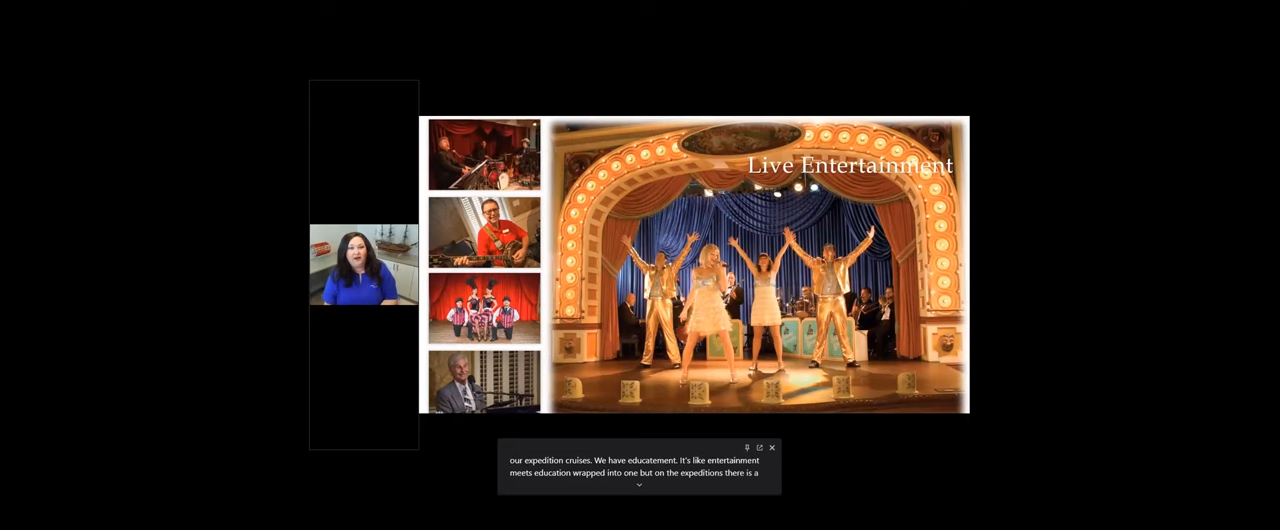 Live Entertainment
our expedition cruises. We have educatement. It's like entertainment
meets education wrapped into one but on the expeditions there is a